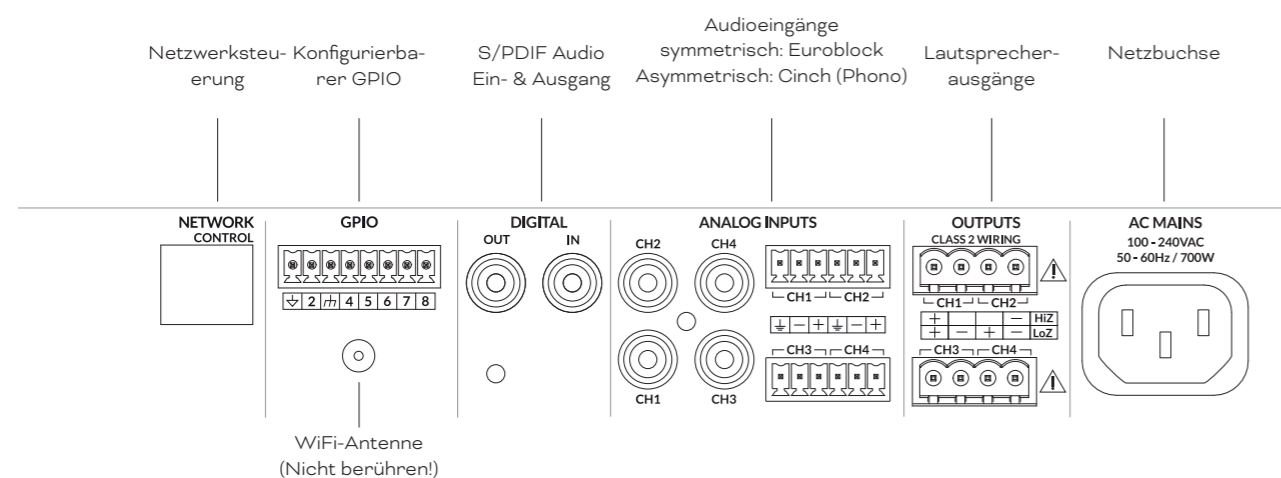 Netzwerksteu-
erung
Konfigurierba-
rer GPIO
S/PDIF Audio
Ein- & Ausgang
Audioeingänge
symmetrisch: Euroblock
Asymmetrisch: Cinch (Phono)
Lautsprecher-
ausgänge
Netzbuchse
NETWORK
CONTROL
GPIO
2 4 5 6 7 8
DIGITAL
OUT IN
ANALOG INPUTS
CH2 CH4
CH1 CH2
- + - +
CH3 CH4
CH1 CH3
OUTPUTS
CLASS 2 WIRING
CH1 CH2
+ - HiZ
+ - + - LoZ
CH3 CH4
AC MAINS
100 - 240VAC
50 - 60Hz / 700W
WiFi-Antenne
(Nicht berühren!)